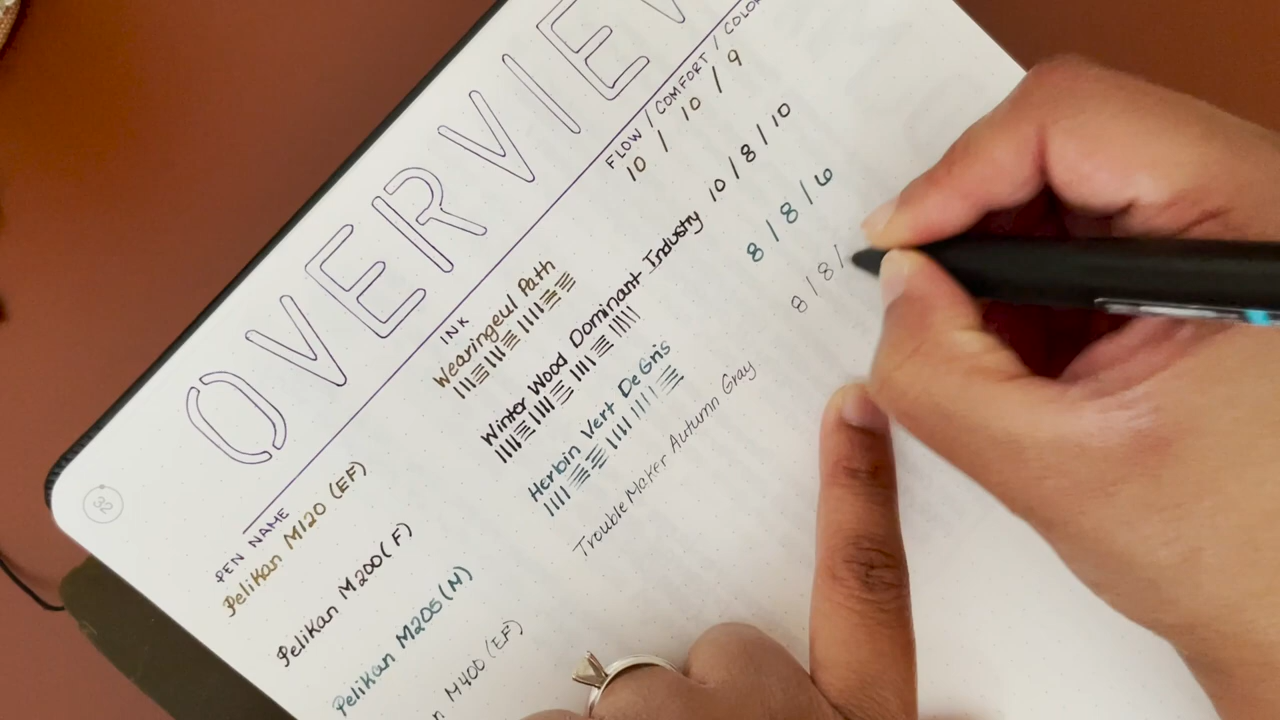 OVERVIEW
PEN NAME INK FLOW / COMFORT / COLOR
Pelikan M120 (EF) Wearingeul Path 10 / 10 / 9
Pelikan M200 (F) Winter Wood Dominant Industry 10 / 8 / 10
Pelikan M205 (M) Herbin Vert De Gris 8 / 8 / 6
n M400 (EF) Trouble Maker Autumn Gray 8 / 8 /
32